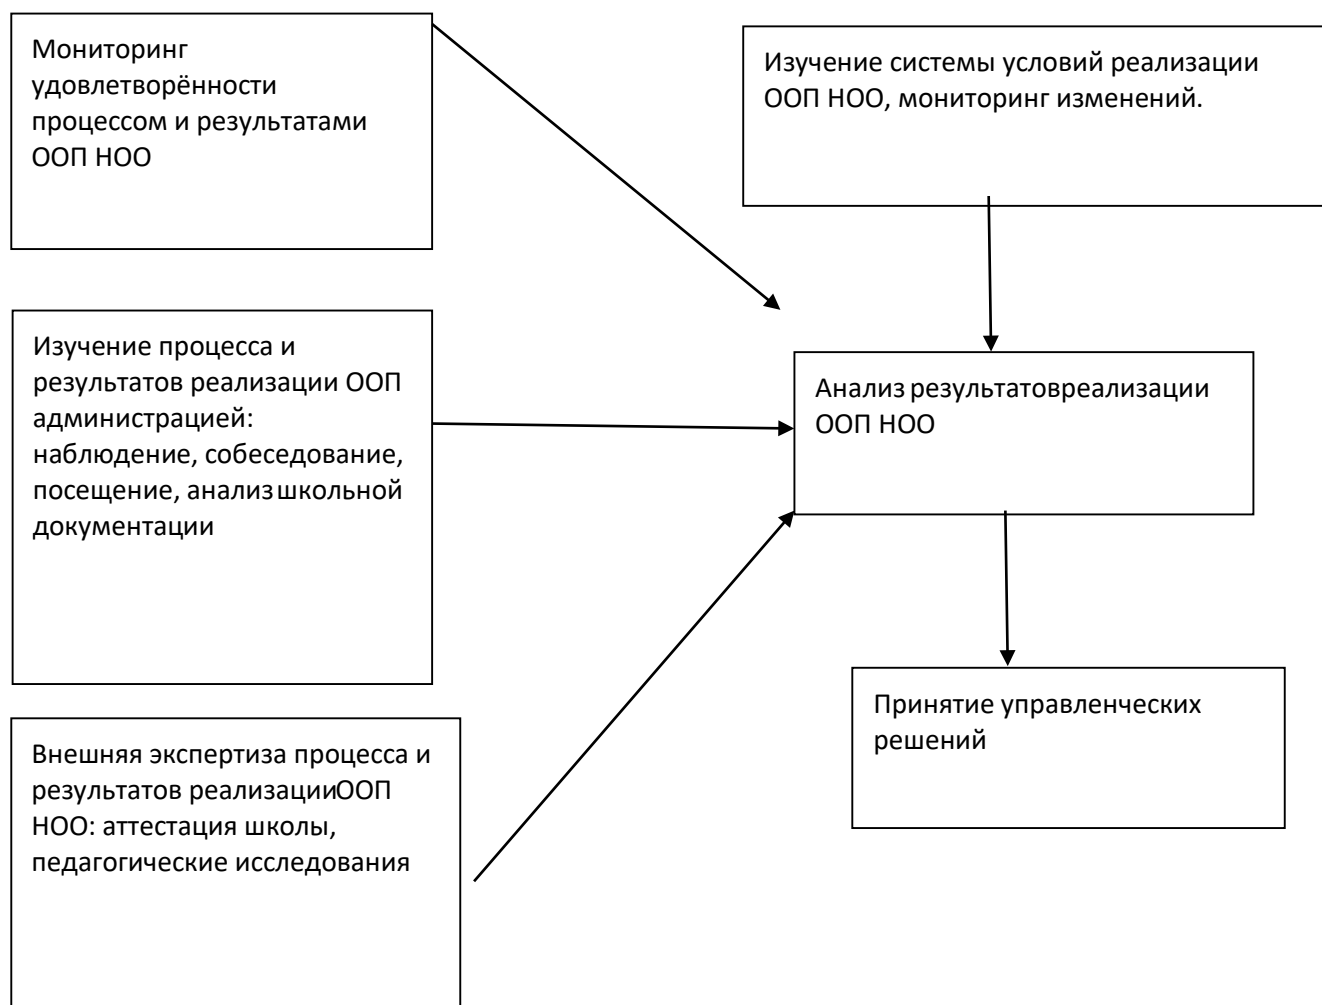 Мониторинг
удовлетворённости
процессом и результатами
ООП НОО
Изучение системы условий реализации
ООП НОО, мониторинг изменений.
Изучение процесса и
результатов реализации ООП
администрацией:
наблюдение, собеседование,
посещение, анализ школьной
документации
Анализ результатовреализации
ООП НОО
Внешняя экспертиза процесса и
результатов реализацииООП
НОО: аттестация школы,
педагогические исследования
Принятие управленческих
решений